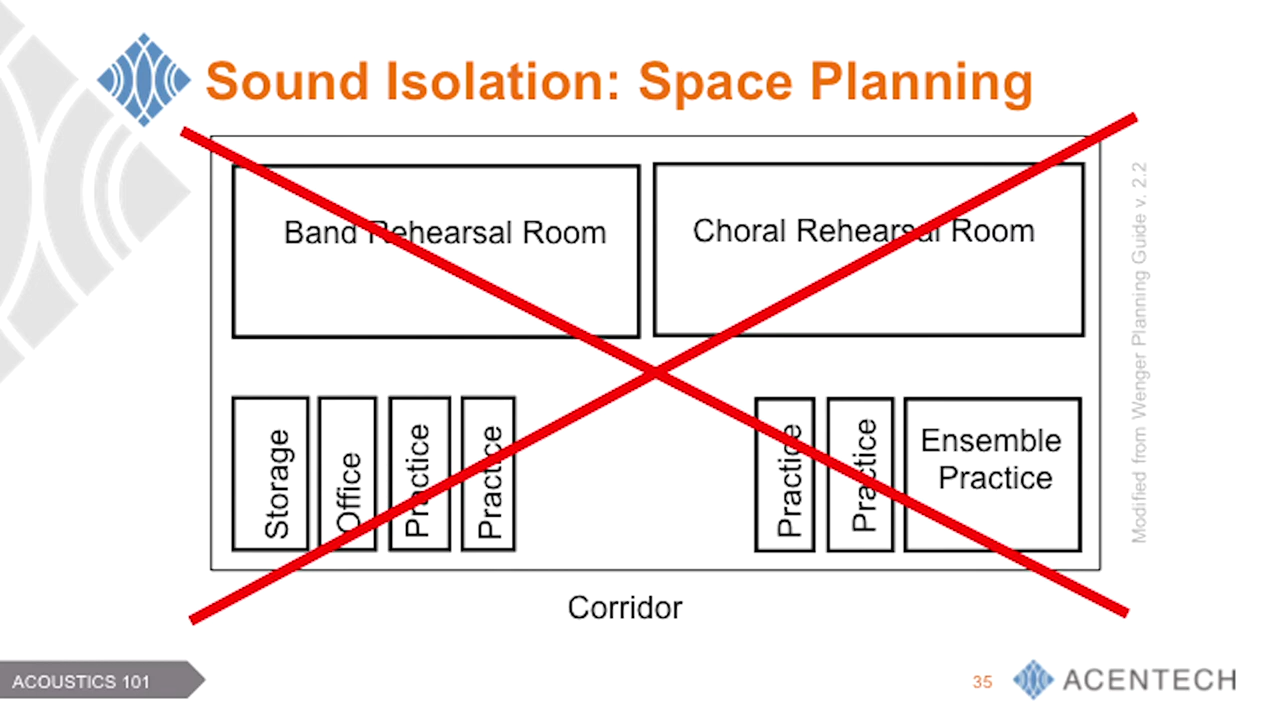 Sound Isolation: Space Planning
Band Rehearsal Room
Choral Rehearsal Room
Storage
Office
Practice
Practice
Practice
Practice
Ensemble
Practice
Corridor
Modified from Wenger Planning Guide v. 2.2
ACOUSTICS 101
35
ACENTECH